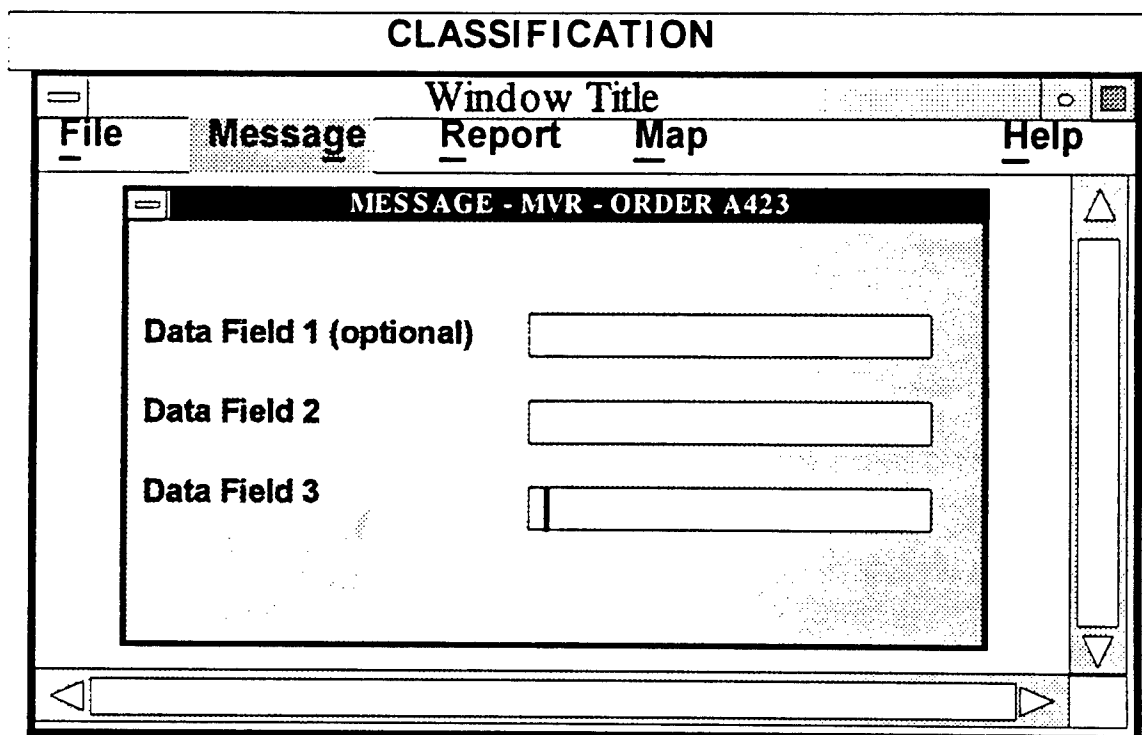 CLASSIFICATION
Window Title
File Message Report Map Help
MESSAGE - MVR - ORDER A423
Data Field 1 (optional)
Data Field 2
Data Field 3